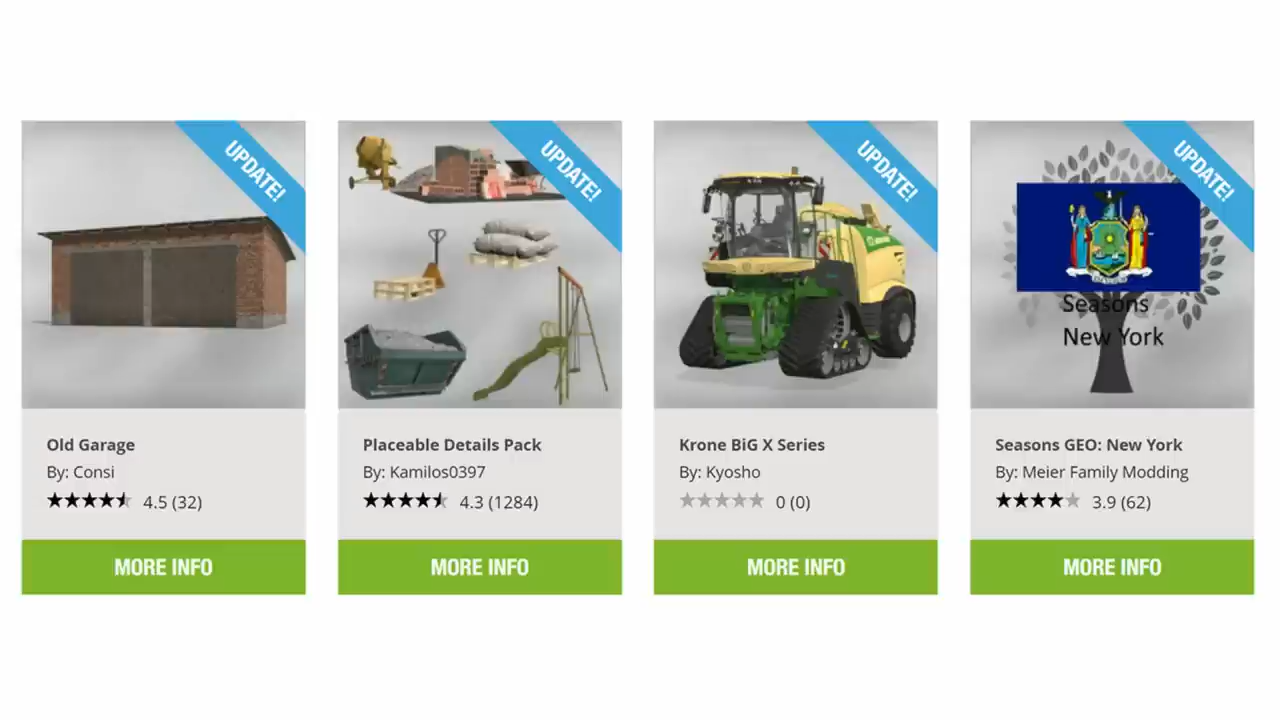 UPDATE!
Old Garage
By: Consi
4.5 (32)
MORE INFO
UPDATE!
Placeable Details Pack
By: Kamilos0397
4.3 (1284)
MORE INFO
UPDATE!
Krone BiG X Series
By: Kyosho
0 (0)
MORE INFO
UPDATE!
Seasons
New York
Seasons GEO: New York
By: Meier Family Modding
3.9 (62)
MORE INFO